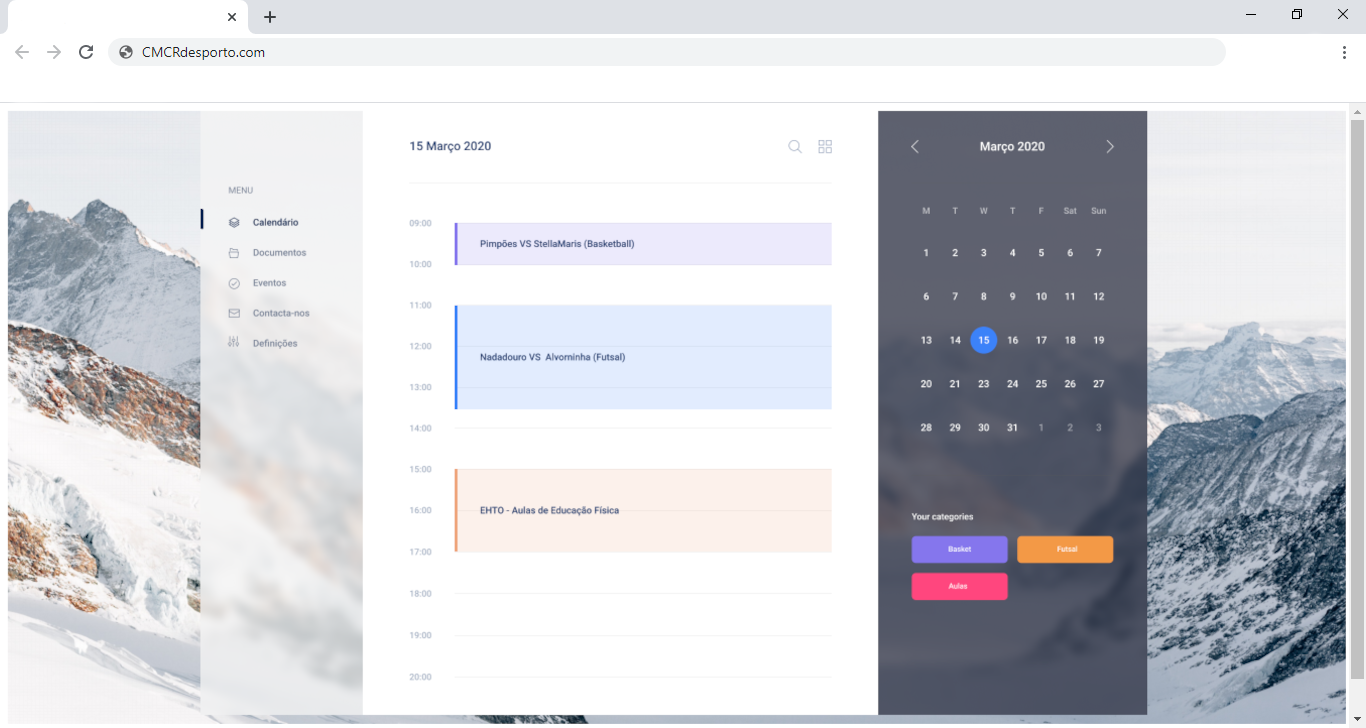 CMCRdesporto.com
MENU
Calendário
Documentos
Eventos
Contacta-nos
Definições
15 Março 2020
09:00
Pimpões VS StellaMaris (Basketball)
10:00
11:00
12:00
Nadadouro VS Alvorninha (Futsal)
13:00
14:00
15:00
16:00
EHTO - Aulas de Educação Física
17:00
18:00
19:00
20:00
Março 2020
M T W T F Sat Sun
1 2 3 4 5 6 7
6 7 8 9 10 11 12
13 14 15 16 17 18 19
20 21 23 24 25 26 27
28 29 30 31 1 2 3
Your categories
Basket Futsal
Aulas